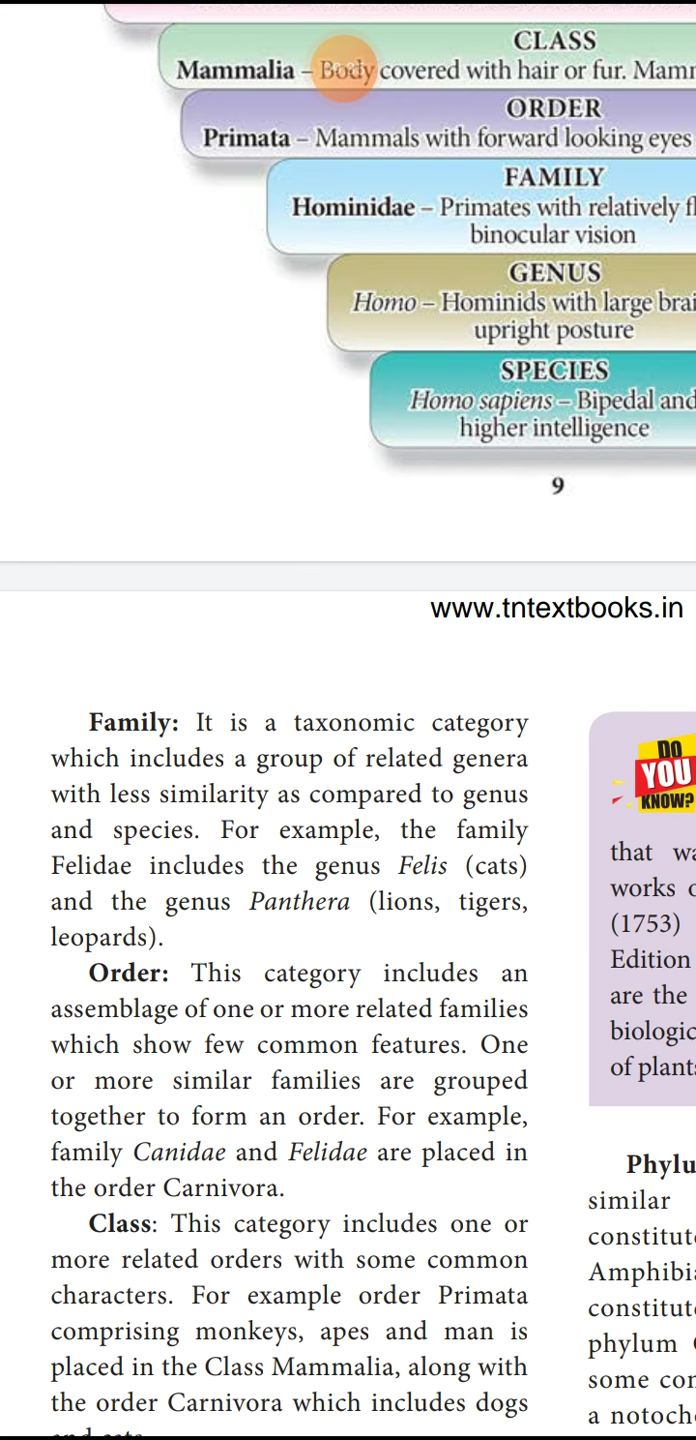 CLASS
Mammalia – Body covered with hair or fur.
ORDER
Primata – Mammals with forward looking eyes
FAMILY
Hominidae – Primates with relatively
binocular vision
GENUS
Homo – Hominids with large
upright posture
SPECIES
Homo sapiens – Bipedal and
higher intelligence
9
www.tntextbooks.in
Family: It is a taxonomic category
which includes a group of related genera
with less similarity as compared to genus
and species. For example, the family
Felidae includes the genus Felis (cats)
and the genus Panthera (lions, tigers,
leopards).
Order: This category includes an
assemblage of one or more related families
which show few common features. One
or more similar families are grouped
together to form an order. For example,
family Canidae and Felidae are placed in
the order Carnivora.
Class: This category includes one or
more related orders with some common
characters. For example order Primata
comprising monkeys, apes and man is
placed in the Class Mammalia, along with
the order Carnivora which includes dogs
DO
YOU
KNOW?
that
works
(1753)
Edition
are the
biologic
of plants
Phylu
similar
constitute
Amphibia
constitute
phylum
some
a